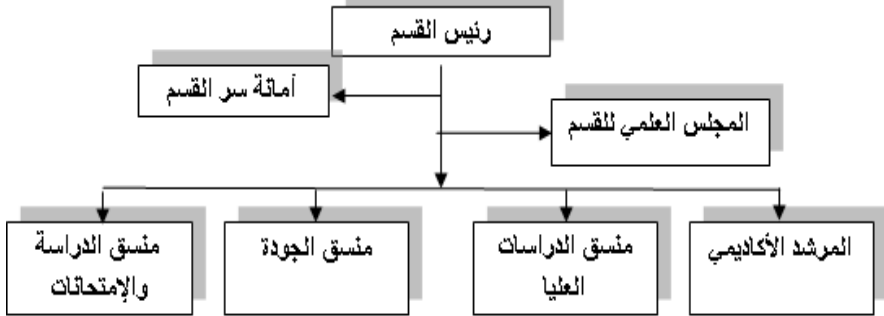 رئيس القسم
أمانة سر القسم
المجلس العلمي للقسم
المرشد الأكاديمي
منسق الدراسات
العليا
منسق الجودة
منسق الدراسة
والإمتحانات